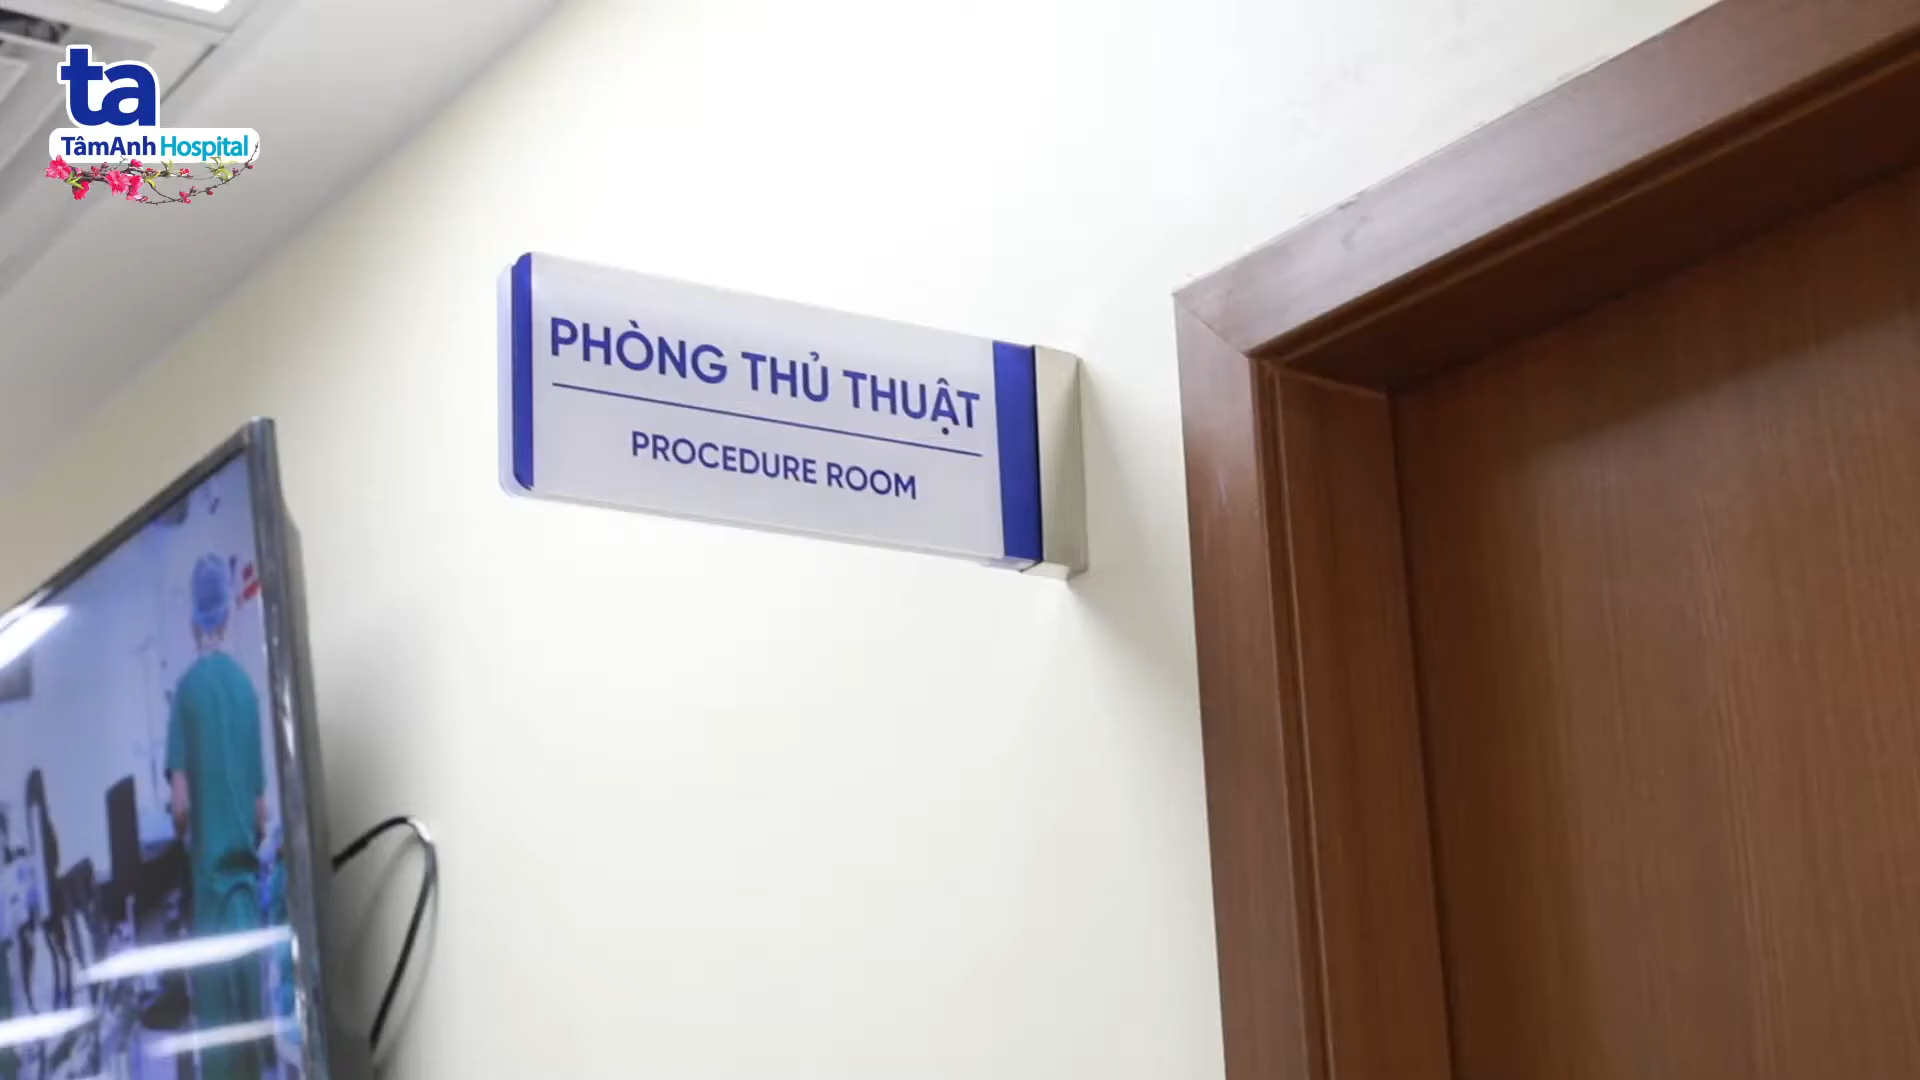 ta
TâmAnh Hospital
PHÒNG THỦ THUẬT
PROCEDURE ROOM